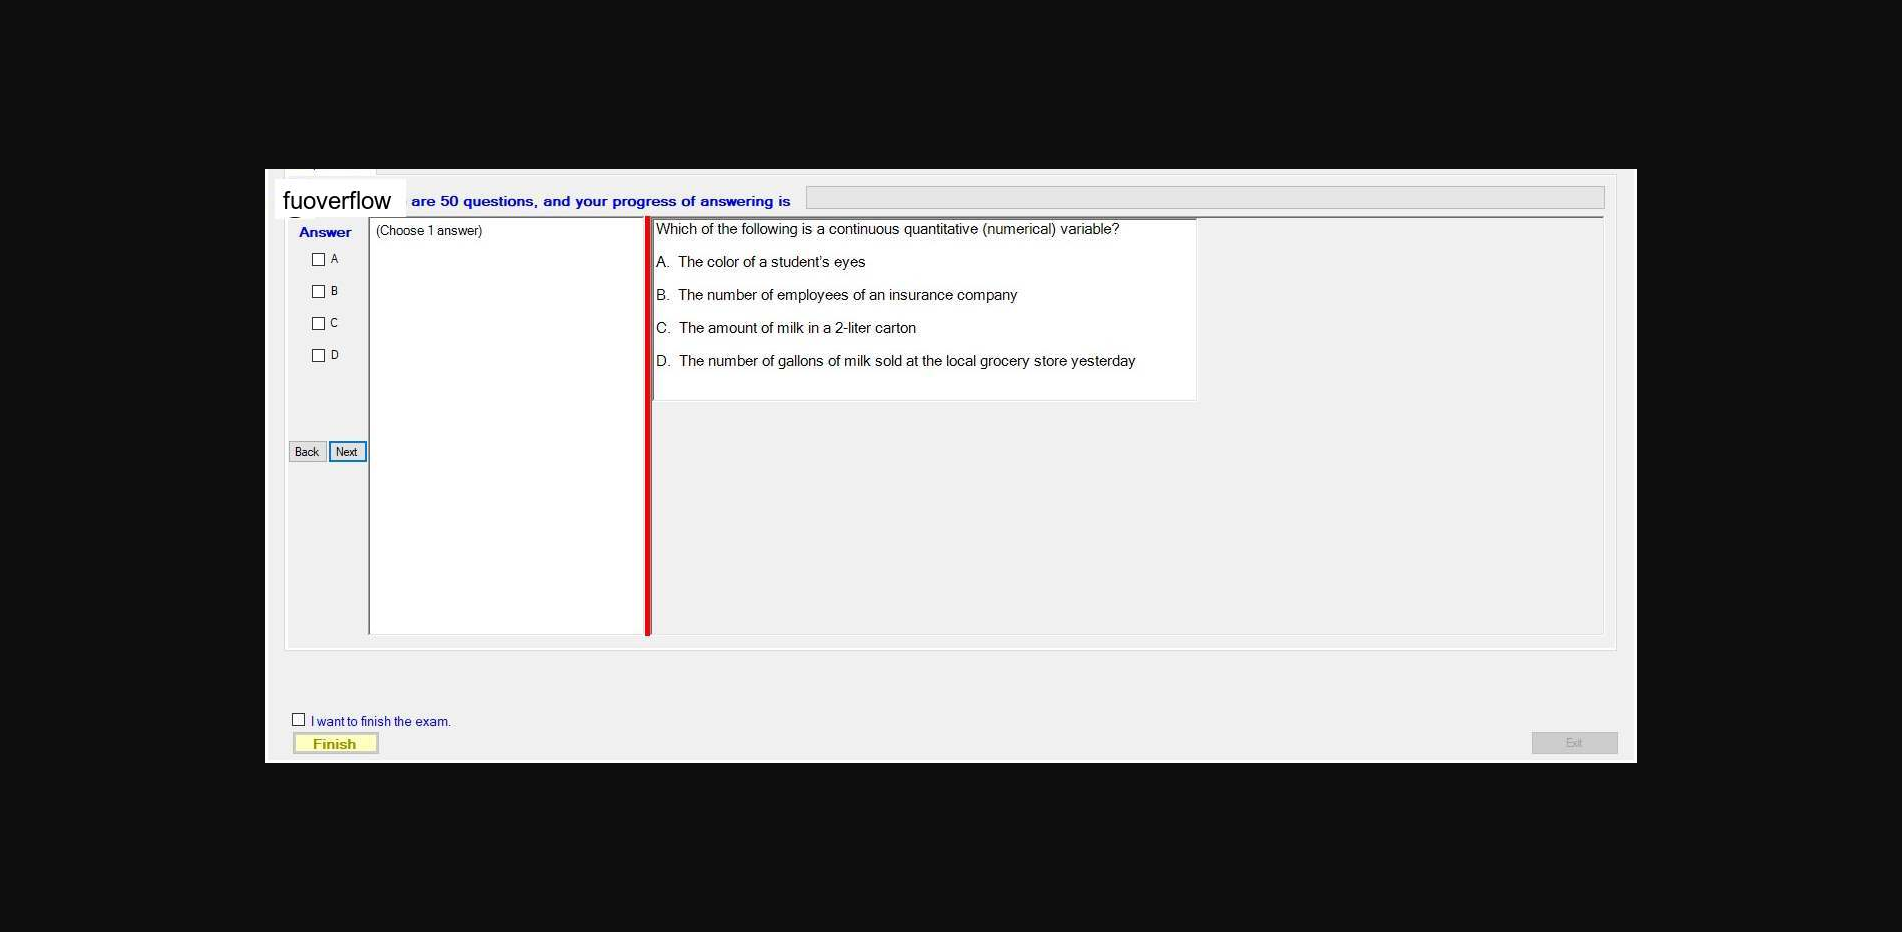 fuoverflow are 50 questions, and your progress of answering is
Answer
(Choose 1 answer)
A
B
C
D
Back Next
Which of the following is a continuous quantitative (numerical) variable?
A. The color of a student's eyes
B. The number of employees of an insurance company
C. The amount of milk in a 2-liter carton
D. The number of gallons of milk sold at the local grocery store yesterday
I want to finish the exam.
Finish
Exit